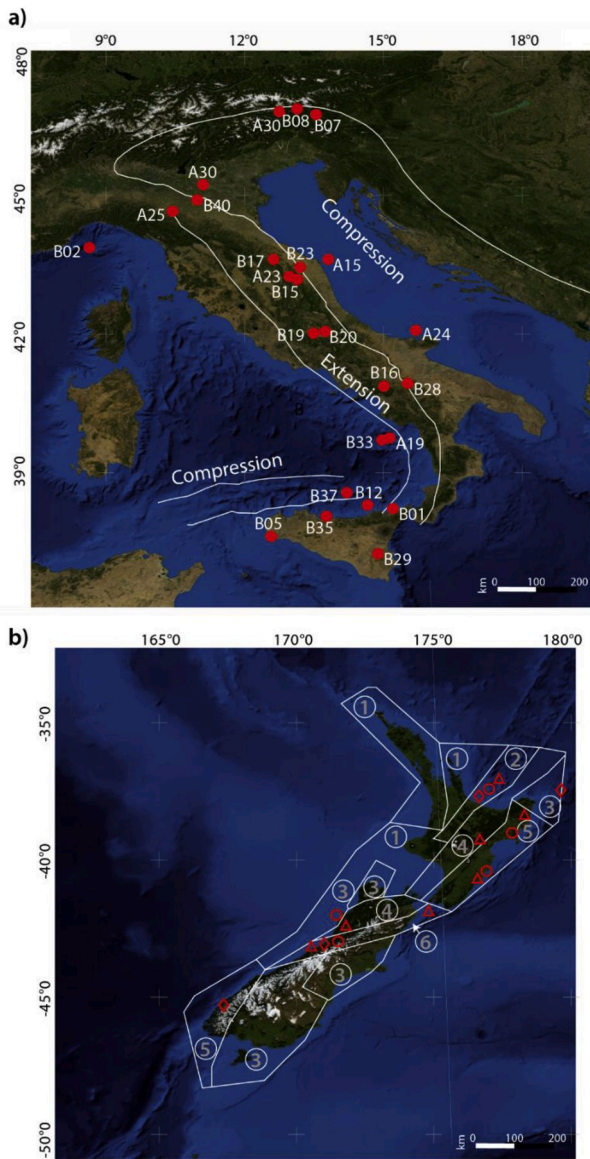 a)
9°0 12°0 15°0 18°0
48°0
A30 B08 B07
45°0
A30
B40
A25
Compression
B02
B17 B23 A15
A23
B15
42°0
B19 B20 A24
Extension
B16
B28
B33 A19
39°0
Compression
B37 B12
B01
B05 B35
B29
km 0 100 200
b)
165°0 170°0 175°0 180°0
-35°0
1
1 2
3
1
4 5
-40°0
3 3
4
6
3
-45°0
5
3
km
0 100 200
-50°0